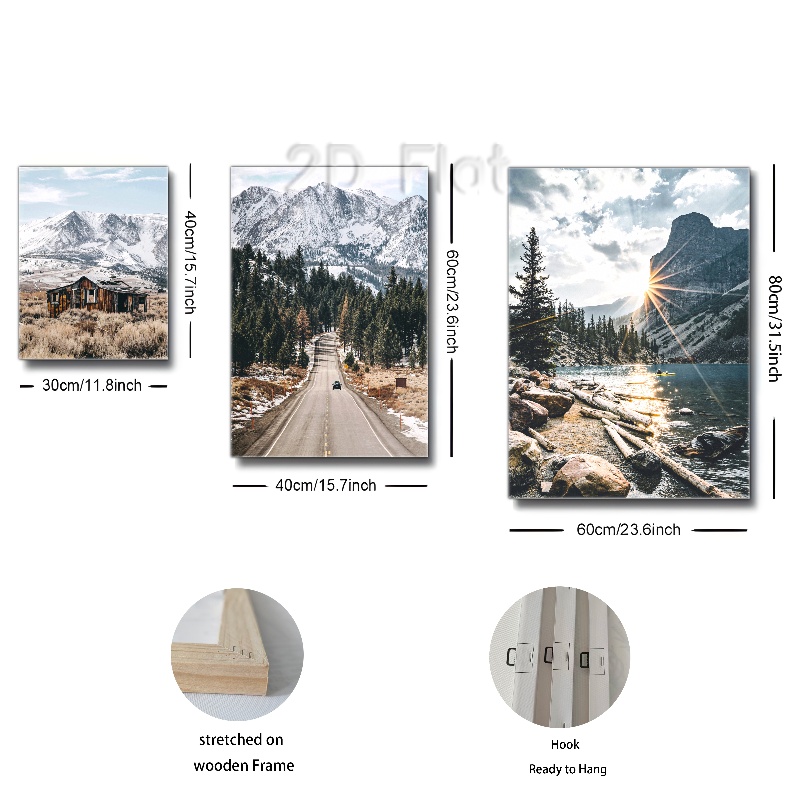 2D Flat
40cm/15.7inch
30cm/11.8inch
60cm/23.6inch
40cm/15.7inch
80cm/31.5inch
60cm/23.6inch
stretched on
wooden Frame
Hook
Ready to Hang